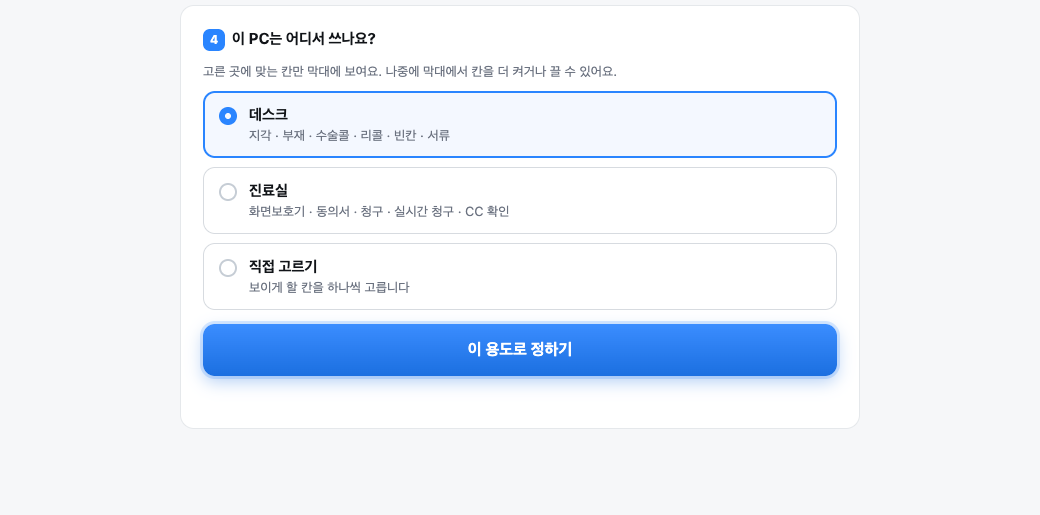 4 이 PC는 어디서 쓰나요?
고른 곳에 맞는 칸만 막대에 보여요. 나중에 막대에서 칸을 더 켜거나 끌 수 있어요.
데스크
지각 · 부재 · 수술콜 · 리콜 · 빈칸 · 서류
진료실
화면보호기 · 동의서 · 청구 · 실시간 청구 · CC 확인
직접 고르기
보이게 할 칸을 하나씩 고릅니다
이 용도로 정하기